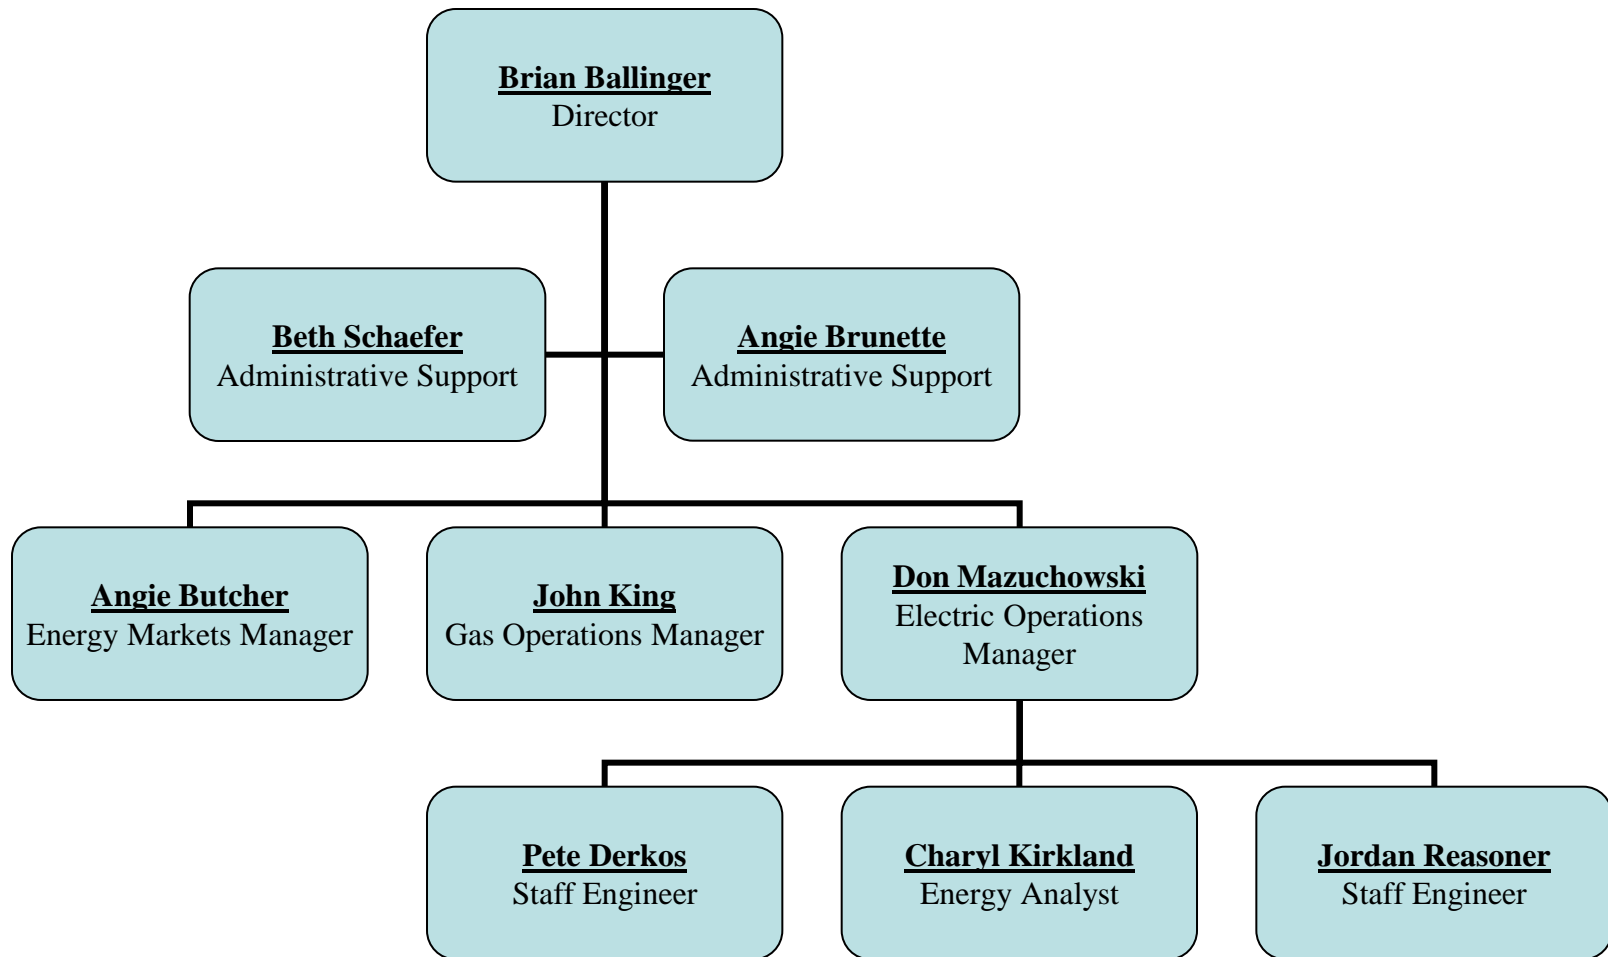 Brian Ballinger
Director
Beth Schaefer
Administrative Support
Angie Brunette
Administrative Support
Angie Butcher
Energy Markets Manager
John King
Gas Operations Manager
Don Mazuchowski
Electric Operations
Manager
Pete Derkos
Staff Engineer
Charyl Kirkland
Energy Analyst
Jordan Reasoner
Staff Engineer